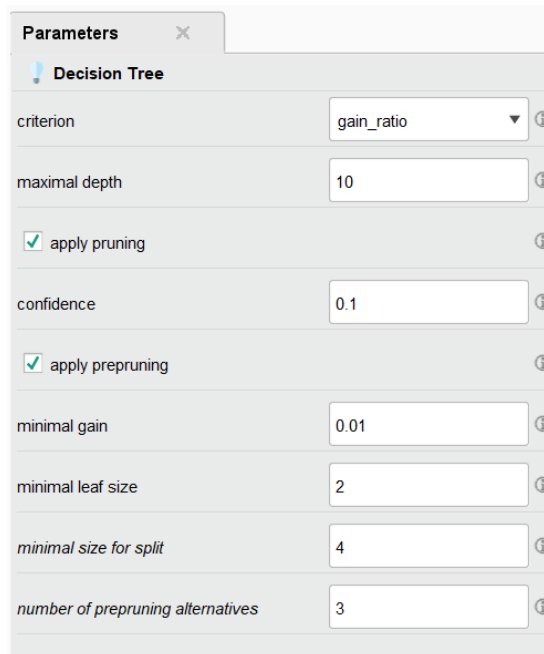 Parameters
Decision Tree
criterion gain_ratio
maximal depth 10
apply pruning
confidence 0.1
apply prepruning
minimal gain 0.01
minimal leaf size 2
minimal size for split 4
number of prepruning alternatives 3